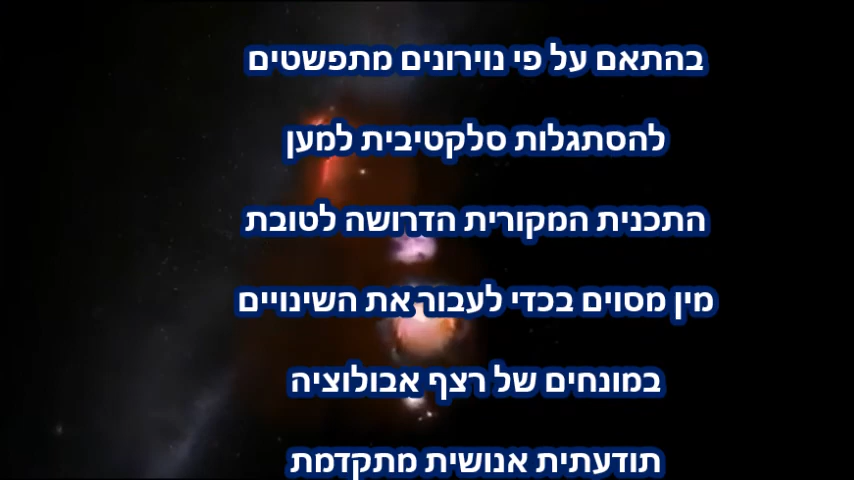 בהתאם על פי נוירונים מתפשטים
להסתגלות סלקטיבית למען
התכנית המקורית הדרושה לטובת
מין מסוים בכדי לעבור את השינויים
במונחים של רצף אבולוציה
תודעתית אנושית מתקדמת